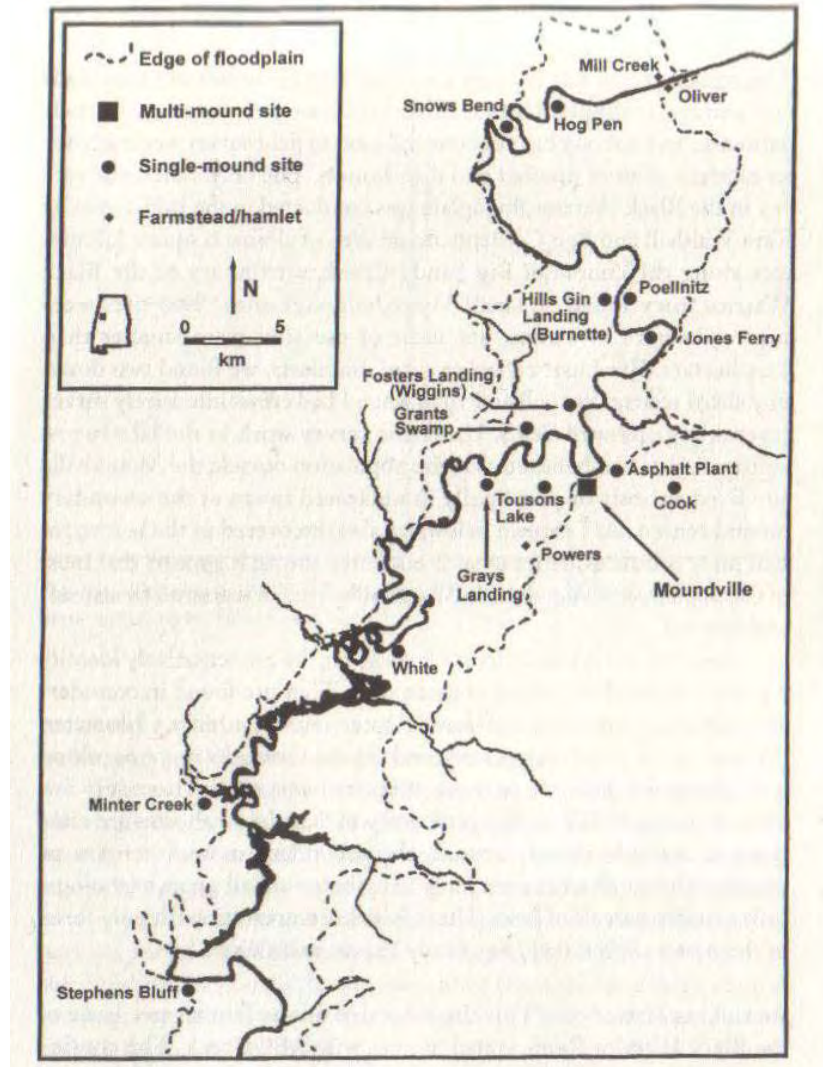 Edge of floodplain
Multi-mound site
Single-mound site
Farmstead/hamlet
N
0 5
km
Mill Creek
Oliver
Snows Bend
Hog Pen
Hills Gin
Landing
(Burnette)
Poellnitz
Jones Ferry
Fosters Landing
(Wiggins)
Grants
Swamp
Asphalt Plant
Cook
Tousons
Lake
Powers
Grays
Landing
Moundville
White
Minter Creek
Stephens Bluff